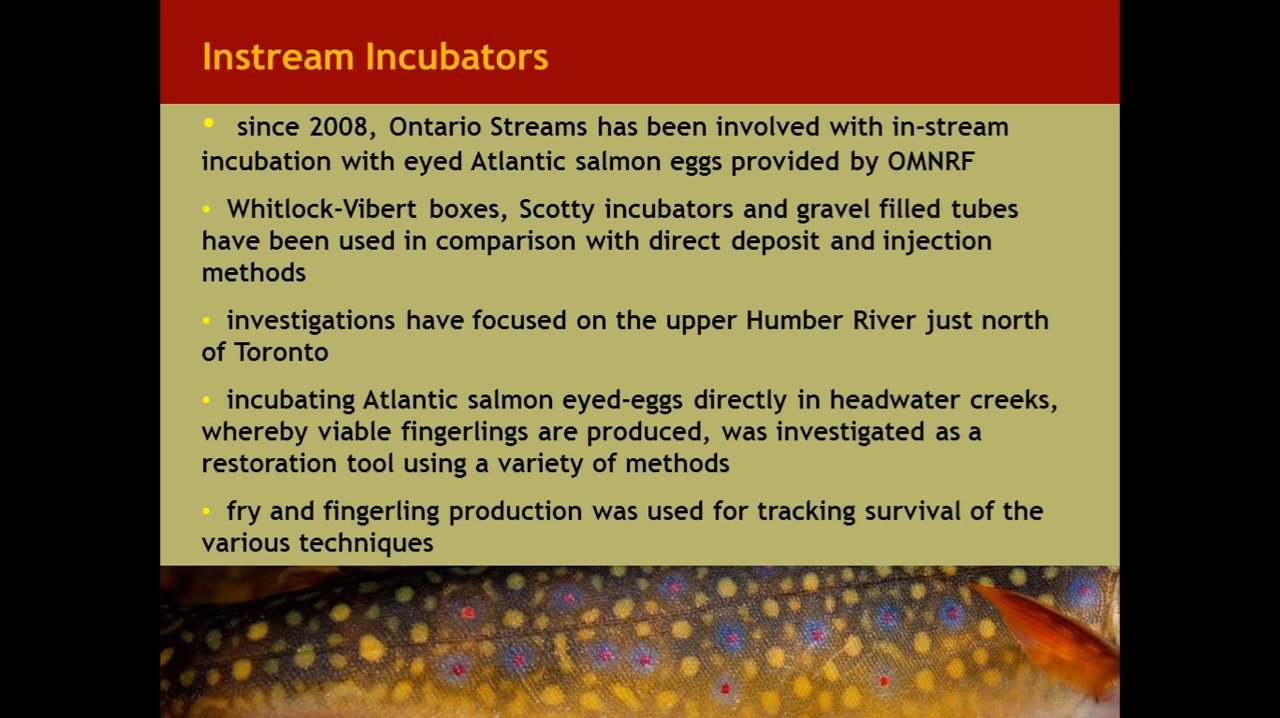 Instream Incubators
• since 2008, Ontario Streams has been involved with in-stream
incubation with eyed Atlantic salmon eggs provided by OMNRF
• Whitlock-Vibert boxes, Scotty incubators and gravel filled tubes
have been used in comparison with direct deposit and injection
methods
• investigations have focused on the upper Humber River just north
of Toronto
• incubating Atlantic salmon eyed-eggs directly in headwater creeks,
whereby viable fingerlings are produced, was investigated as a
restoration tool using a variety of methods
• fry and fingerling production was used for tracking survival of the
various techniques